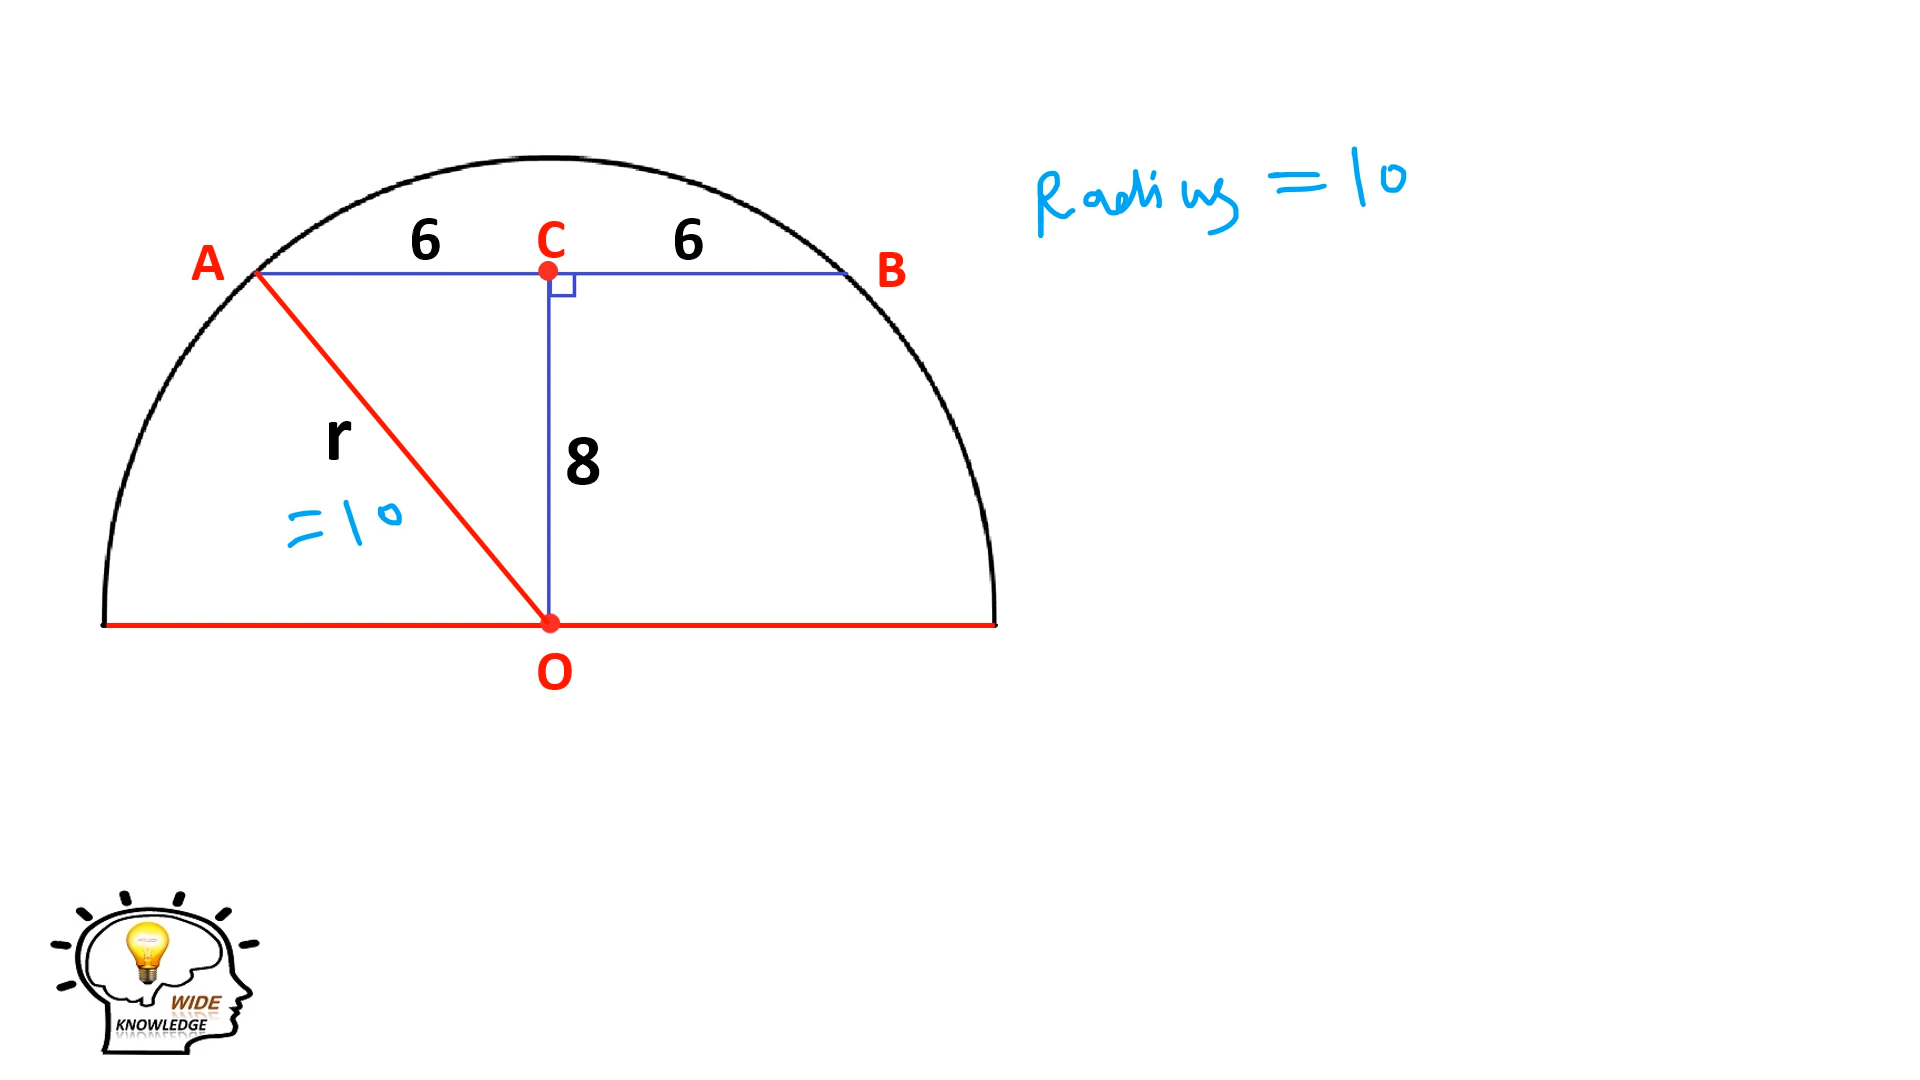 Radius = 10
6 C 6
A
B
r
8
= 10
O
WIDE
KNOWLEDGE